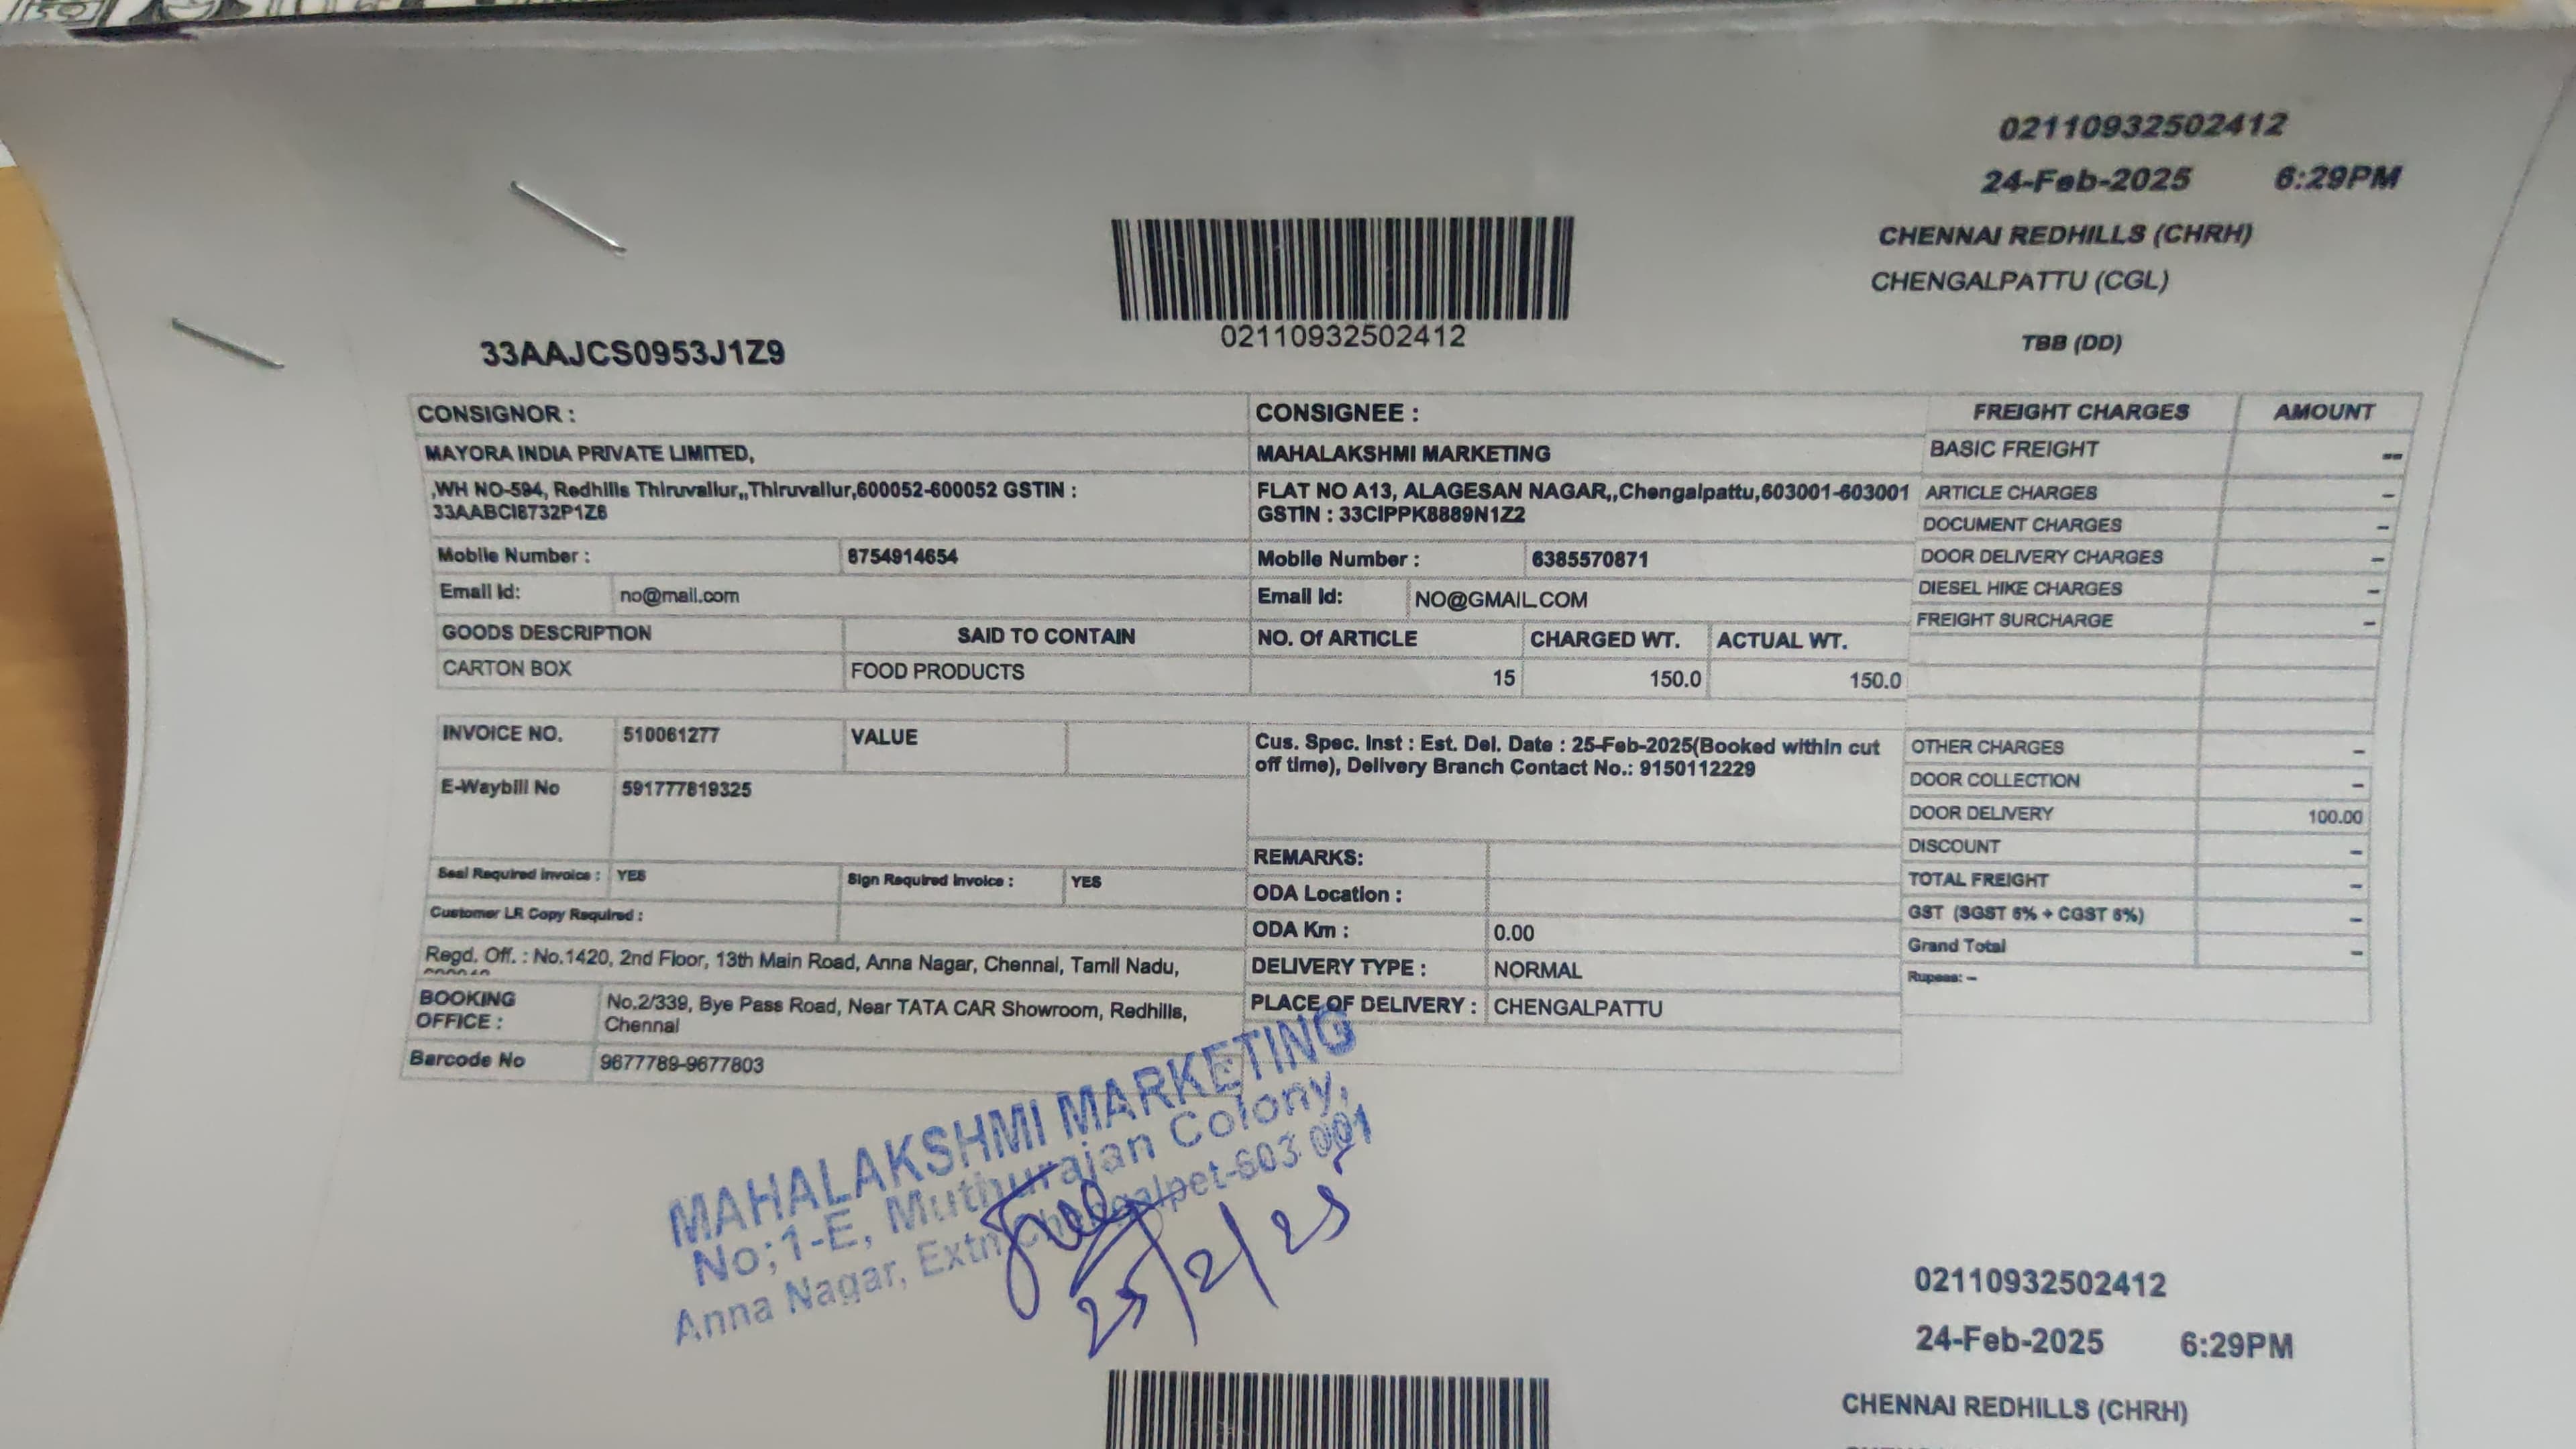 02110932502412
24-Feb-2025 6:29PM
CHENNAI REDHILLS (CHRH)
CHENGALPATTU (CGL)
TBB (DD)
02110932502412
33AAJCS0953J1Z9
CONSIGNOR :
MAYORA INDIA PRIVATE LIMITED,
,WH NO-594, Redhills Thiruvallur,,Thiruvallur,600052-600052 GSTIN :
33AABCI8732P1Z6
Mobile Number : 8754914654
Email Id: no@mail.com
GOODS DESCRIPTION SAID TO CONTAIN
CARTON BOX FOOD PRODUCTS
CONSIGNEE :
MAHALAKSHMI MARKETING
FLAT NO A13, ALAGESAN NAGAR,,Chengalpattu,603001-603001
GSTIN : 33CIPPK8889N1Z2
Mobile Number : 6385570871
Email Id: NO@GMAIL.COM
NO. Of ARTICLE CHARGED WT. ACTUAL WT.
15 150.0 150.0
INVOICE NO. 510061277 VALUE
E-Waybill No 591777819325
Seal Required Invoice : YES Sign Required Invoice : YES
Customer LR Copy Required :
Regd. Off. : No.1420, 2nd Floor, 13th Main Road, Anna Nagar, Chennai, Tamil Nadu,
BOOKING OFFICE : No.2/339, Bye Pass Road, Near TATA CAR Showroom, Redhills,
Chennai
Barcode No 9677789-9677803
Cus. Spec. Inst : Est. Del. Date : 25-Feb-2025(Booked within cut
off time), Delivery Branch Contact No.: 9150112229
REMARKS:
ODA Location :
ODA Km : 0.00
DELIVERY TYPE : NORMAL
PLACE OF DELIVERY : CHENGALPATTU
FREIGHT CHARGES AMOUNT
BASIC FREIGHT --
ARTICLE CHARGES –
DOCUMENT CHARGES –
DOOR DELIVERY CHARGES –
DIESEL HIKE CHARGES –
FREIGHT SURCHARGE –
OTHER CHARGES –
DOOR COLLECTION –
DOOR DELIVERY 100.00
DISCOUNT –
TOTAL FREIGHT –
GST (SGST 6% + CGST 6%) –
Grand Total –
Rupees: –
MAHALAKSHMI MARKETING
No;1-E, Muthurajan Colony,
Anna Nagar, Extn Chengalpet-603 001
25/2/25
02110932502412
24-Feb-2025 6:29PM
CHENNAI REDHILLS (CHRH)